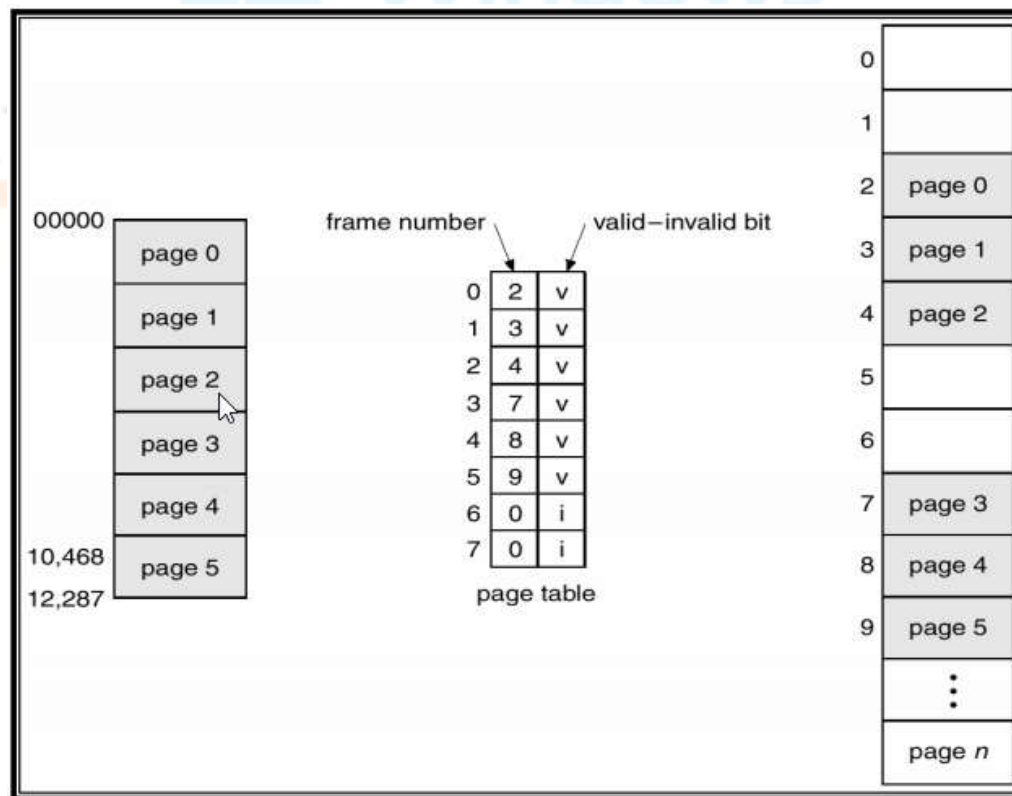 00000
page 0
page 1
page 2
page 3
page 4
10,468
page 5
12,287
frame number
valid–invalid bit
0 2 v
1 3 v
2 4 v
3 7 v
4 8 v
5 9 v
6 0 i
7 0 i
page table
0
1
2 page 0
3 page 1
4 page 2
5
6
7 page 3
8 page 4
9 page 5
page n